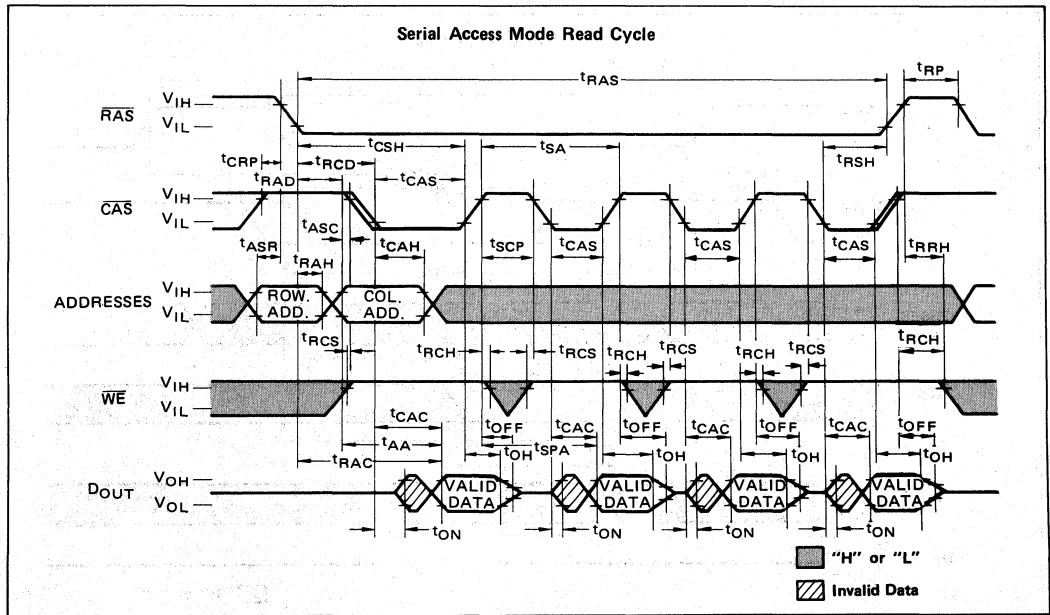 Serial Access Mode Read Cycle
tRAS
tRP
RAS
VIH
VIL
tCSH
tSA
tRSH
tCRP
tRCD
tRAD
tCAS
CAS
VIH
VIL
tASC
tCAH
tSCP
tCAS
tCAS
tCAS
tRRH
tASR
tRAH
ADDRESSES
VIH
VIL
ROW. ADD.
COL. ADD.
tRCS
tRCH
tRCS
tRCH
tRCS
tRCH
tRCS
tRCH
WE
VIH
VIL
tCAC
tOFF
tCAC
tOFF
tCAC
tOFF
tCAC
tOFF
tAA
tOH
tSPA
tOH
tOH
tOH
tRAC
DOUT
VOH
VOL
VALID DATA
VALID DATA
VALID DATA
VALID DATA
tON
tON
tON
tON
"H" or "L"
Invalid Data